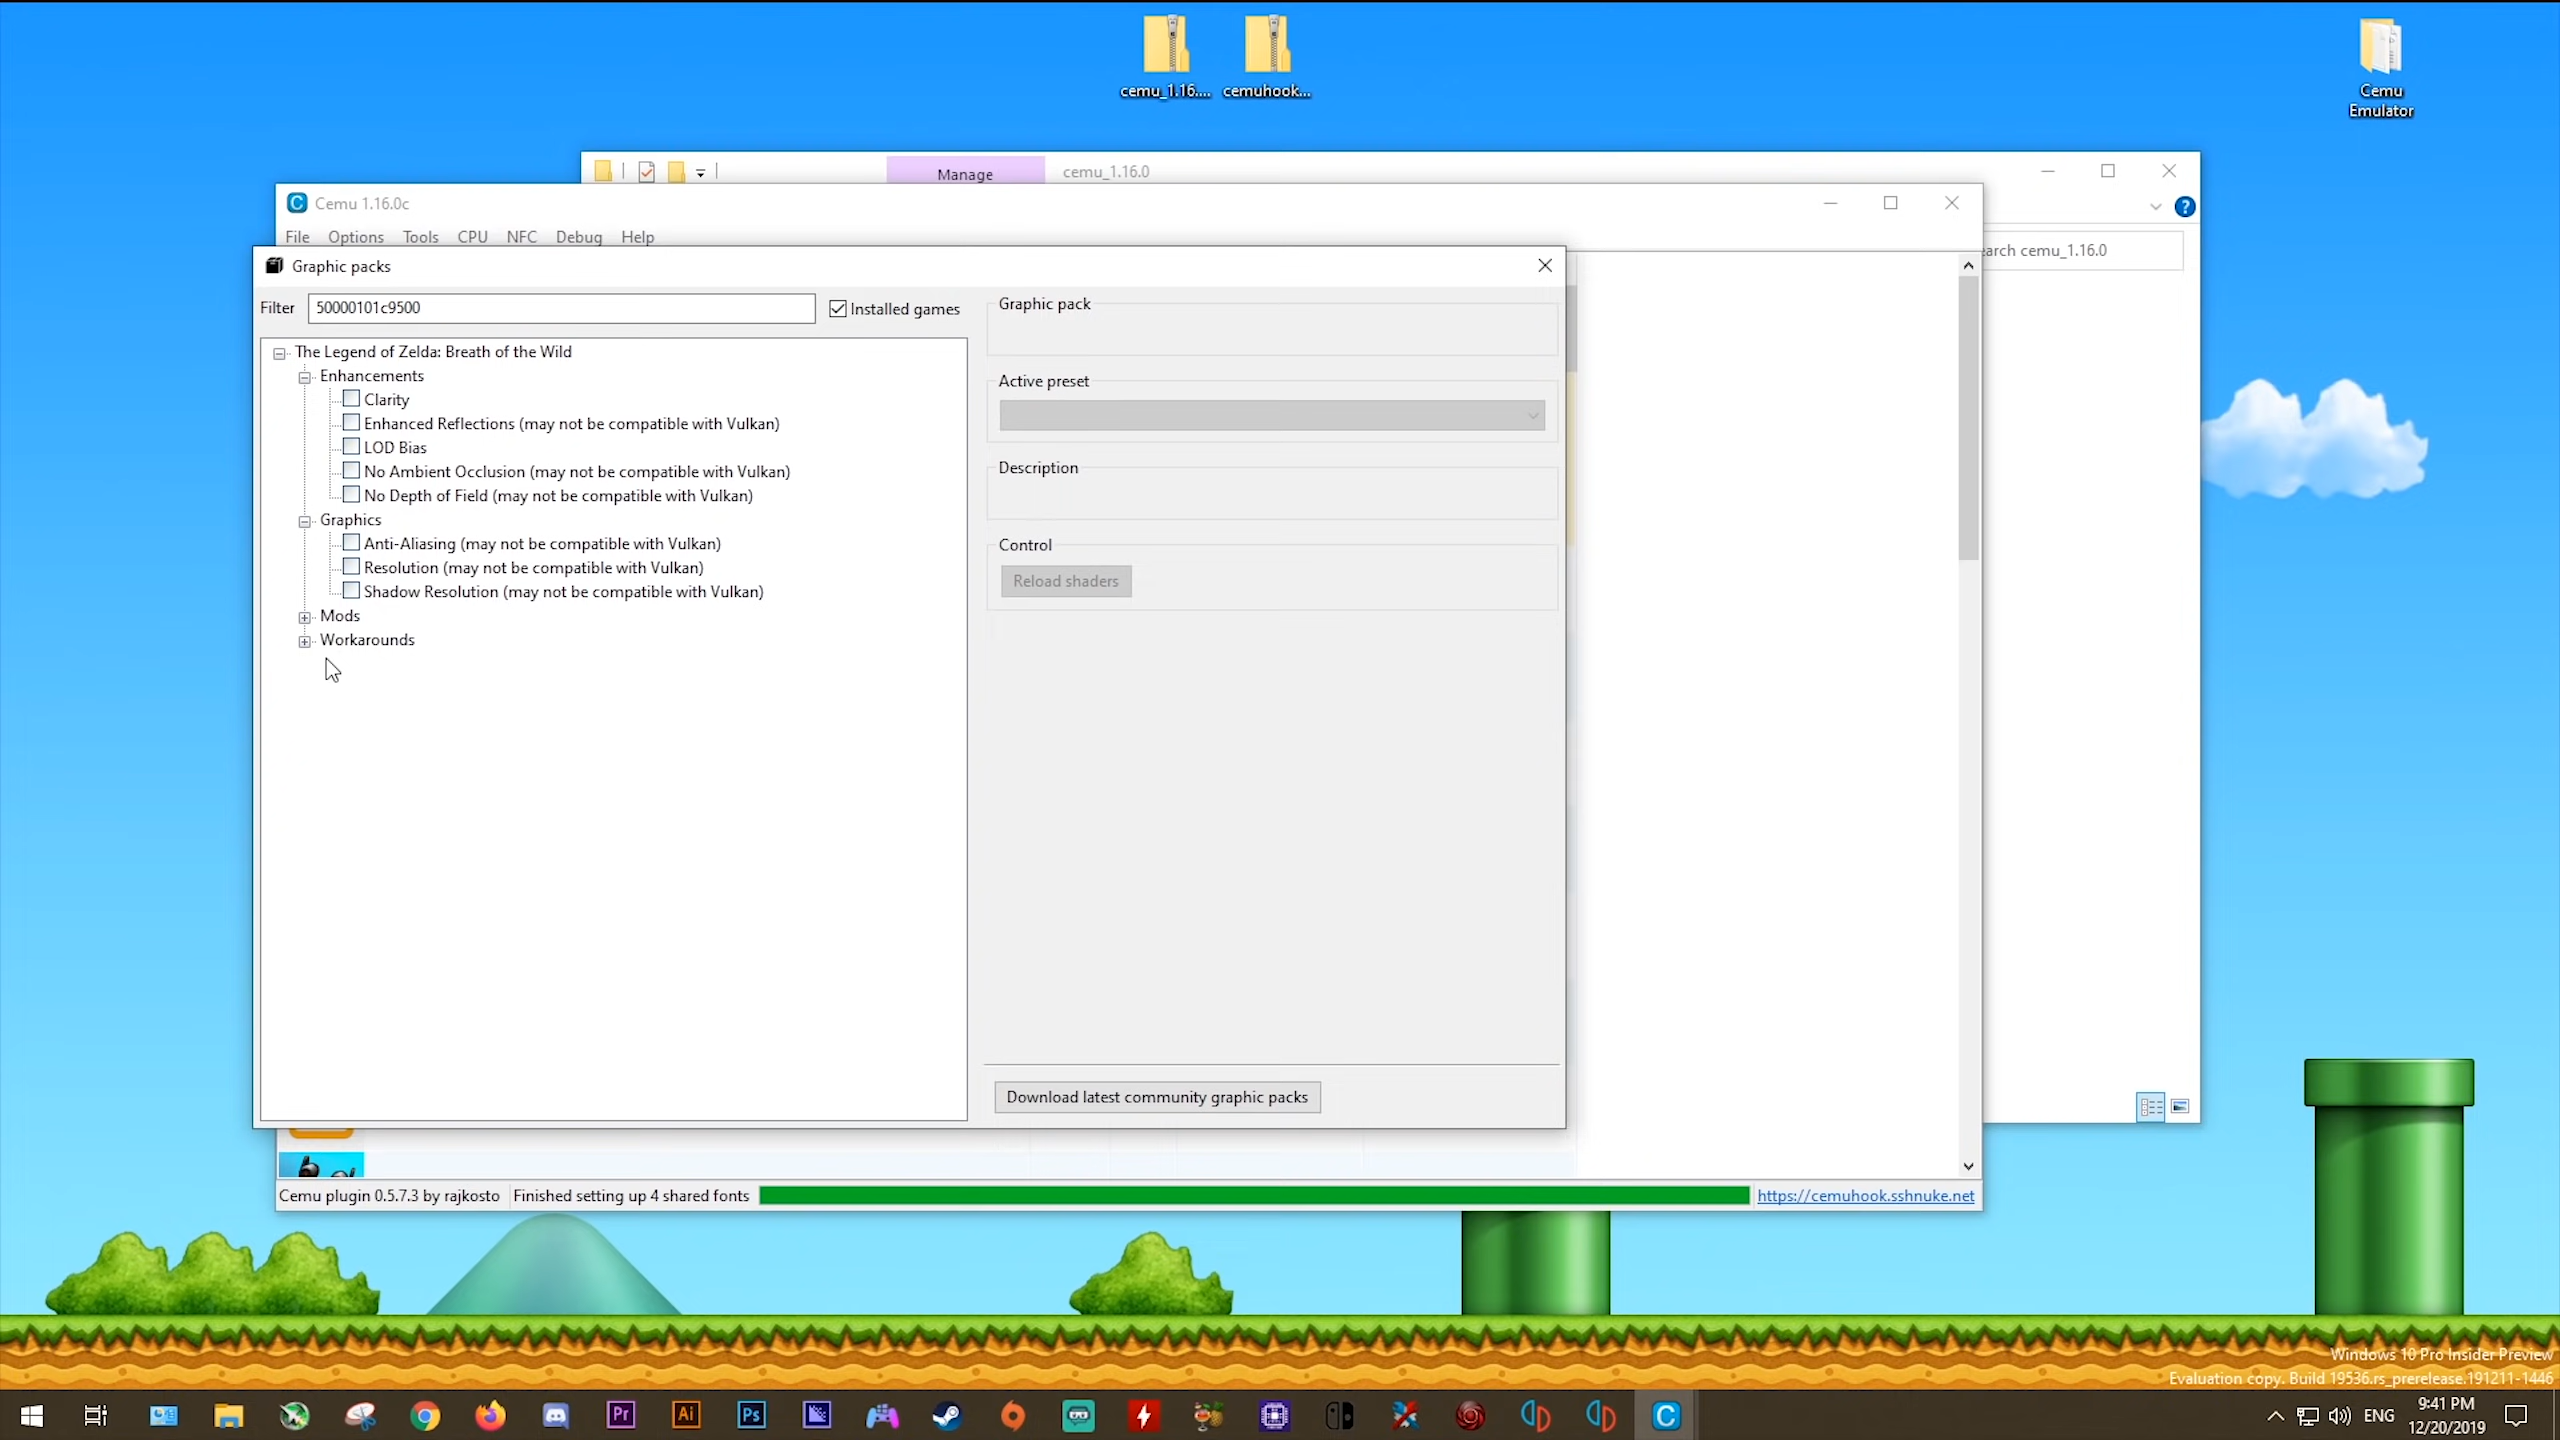 cemu_1.16....
cemuhook...
Cemu
Emulator
Manage
cemu_1.16.0
Cemu 1.16.0c
File Options Tools CPU NFC Debug Help
earch cemu_1.16.0
Graphic packs
Filter
50000101c9500
Installed games
The Legend of Zelda: Breath of the Wild
Enhancements
Clarity
Enhanced Reflections (may not be compatible with Vulkan)
LOD Bias
No Ambient Occlusion (may not be compatible with Vulkan)
No Depth of Field (may not be compatible with Vulkan)
Graphics
Anti-Aliasing (may not be compatible with Vulkan)
Resolution (may not be compatible with Vulkan)
Shadow Resolution (may not be compatible with Vulkan)
Mods
Workarounds
Graphic pack
Active preset
Description
Control
Reload shaders
Download latest community graphic packs
Cemu plugin 0.5.7.3 by rajkosto
Finished setting up 4 shared fonts
https://cemuhook.sshnuke.net
Windows 10 Pro Insider Preview
Evaluation copy. Build 19536.rs_prerelease.191211-1446
Pr
Ai
Ps
ENG
9:41 PM
12/20/2019